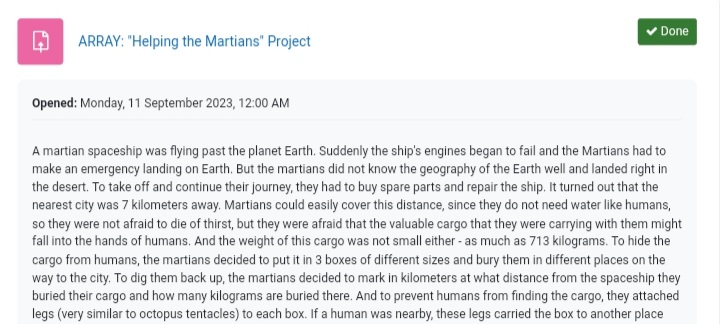 ARRAY: "Helping the Martians" Project
Done
Opened: Monday, 11 September 2023, 12:00 AM
A martian spaceship was flying past the planet Earth. Suddenly the ship's engines began to fail and the Martians had to
make an emergency landing on Earth. But the martians did not know the geography of the Earth well and landed right in
the desert. To take off and continue their journey, they had to buy spare parts and repair the ship. It turned out that the
nearest city was 7 kilometers away. Martians could easily cover this distance, since they do not need water like humans,
so they were not afraid to die of thirst, but they were afraid that the valuable cargo that they were carrying with them might
fall into the hands of humans. And the weight of this cargo was not small either - as much as 713 kilograms. To hide the
cargo from humans, the martians decided to put it in 3 boxes of different sizes and bury them in different places on the
way to the city. To dig them back up, the martians decided to mark in kilometers at what distance from the spaceship they
buried their cargo and how many kilograms are buried there. And to prevent humans from finding the cargo, they attached
legs (very similar to octopus tentacles) to each box. If a human was nearby, these legs carried the box to another place